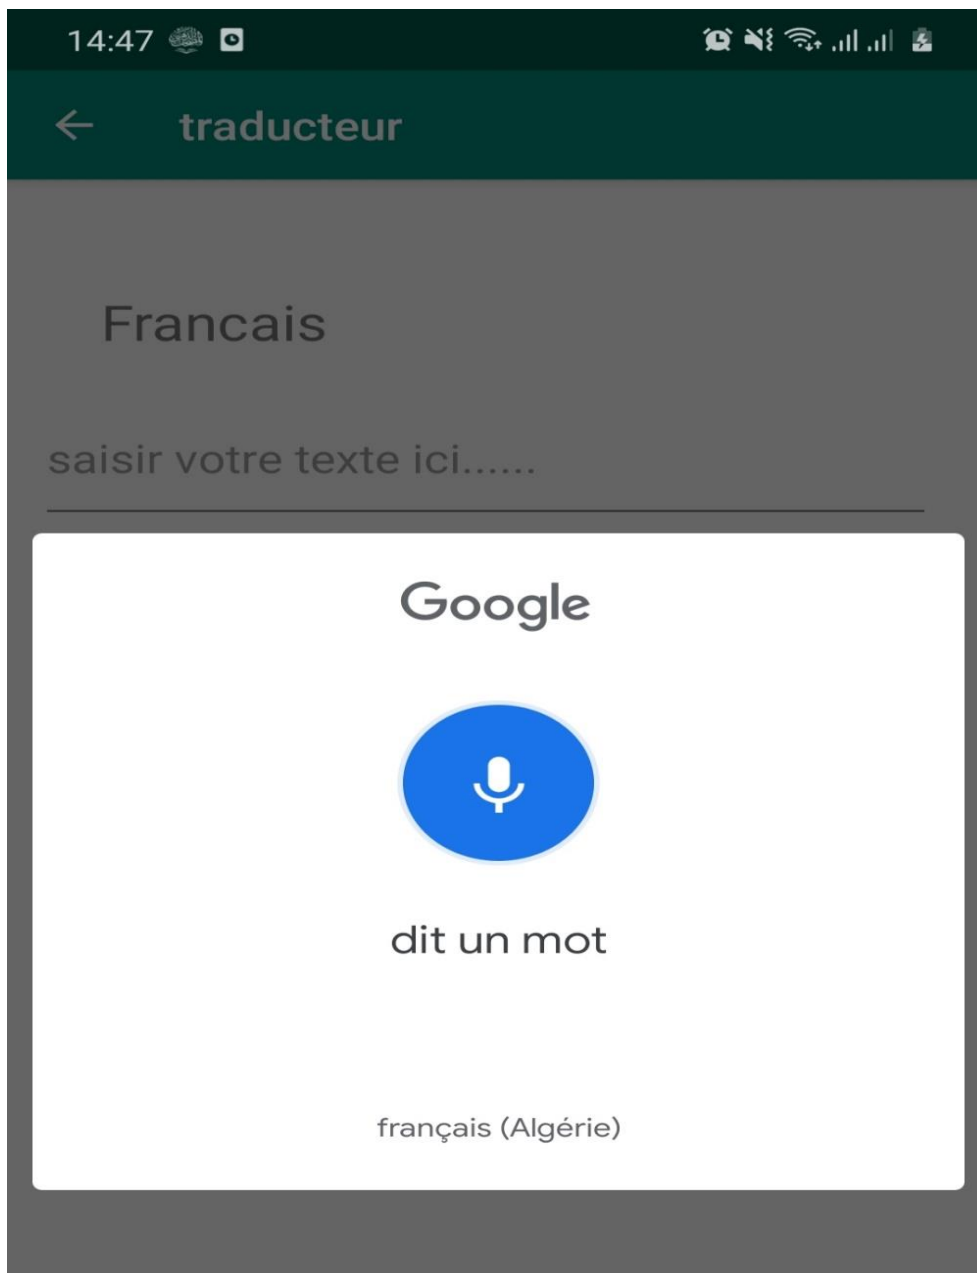 14:47
traducteur
Francais
saisir votre texte ici......
Google
dit un mot
français (Algérie)